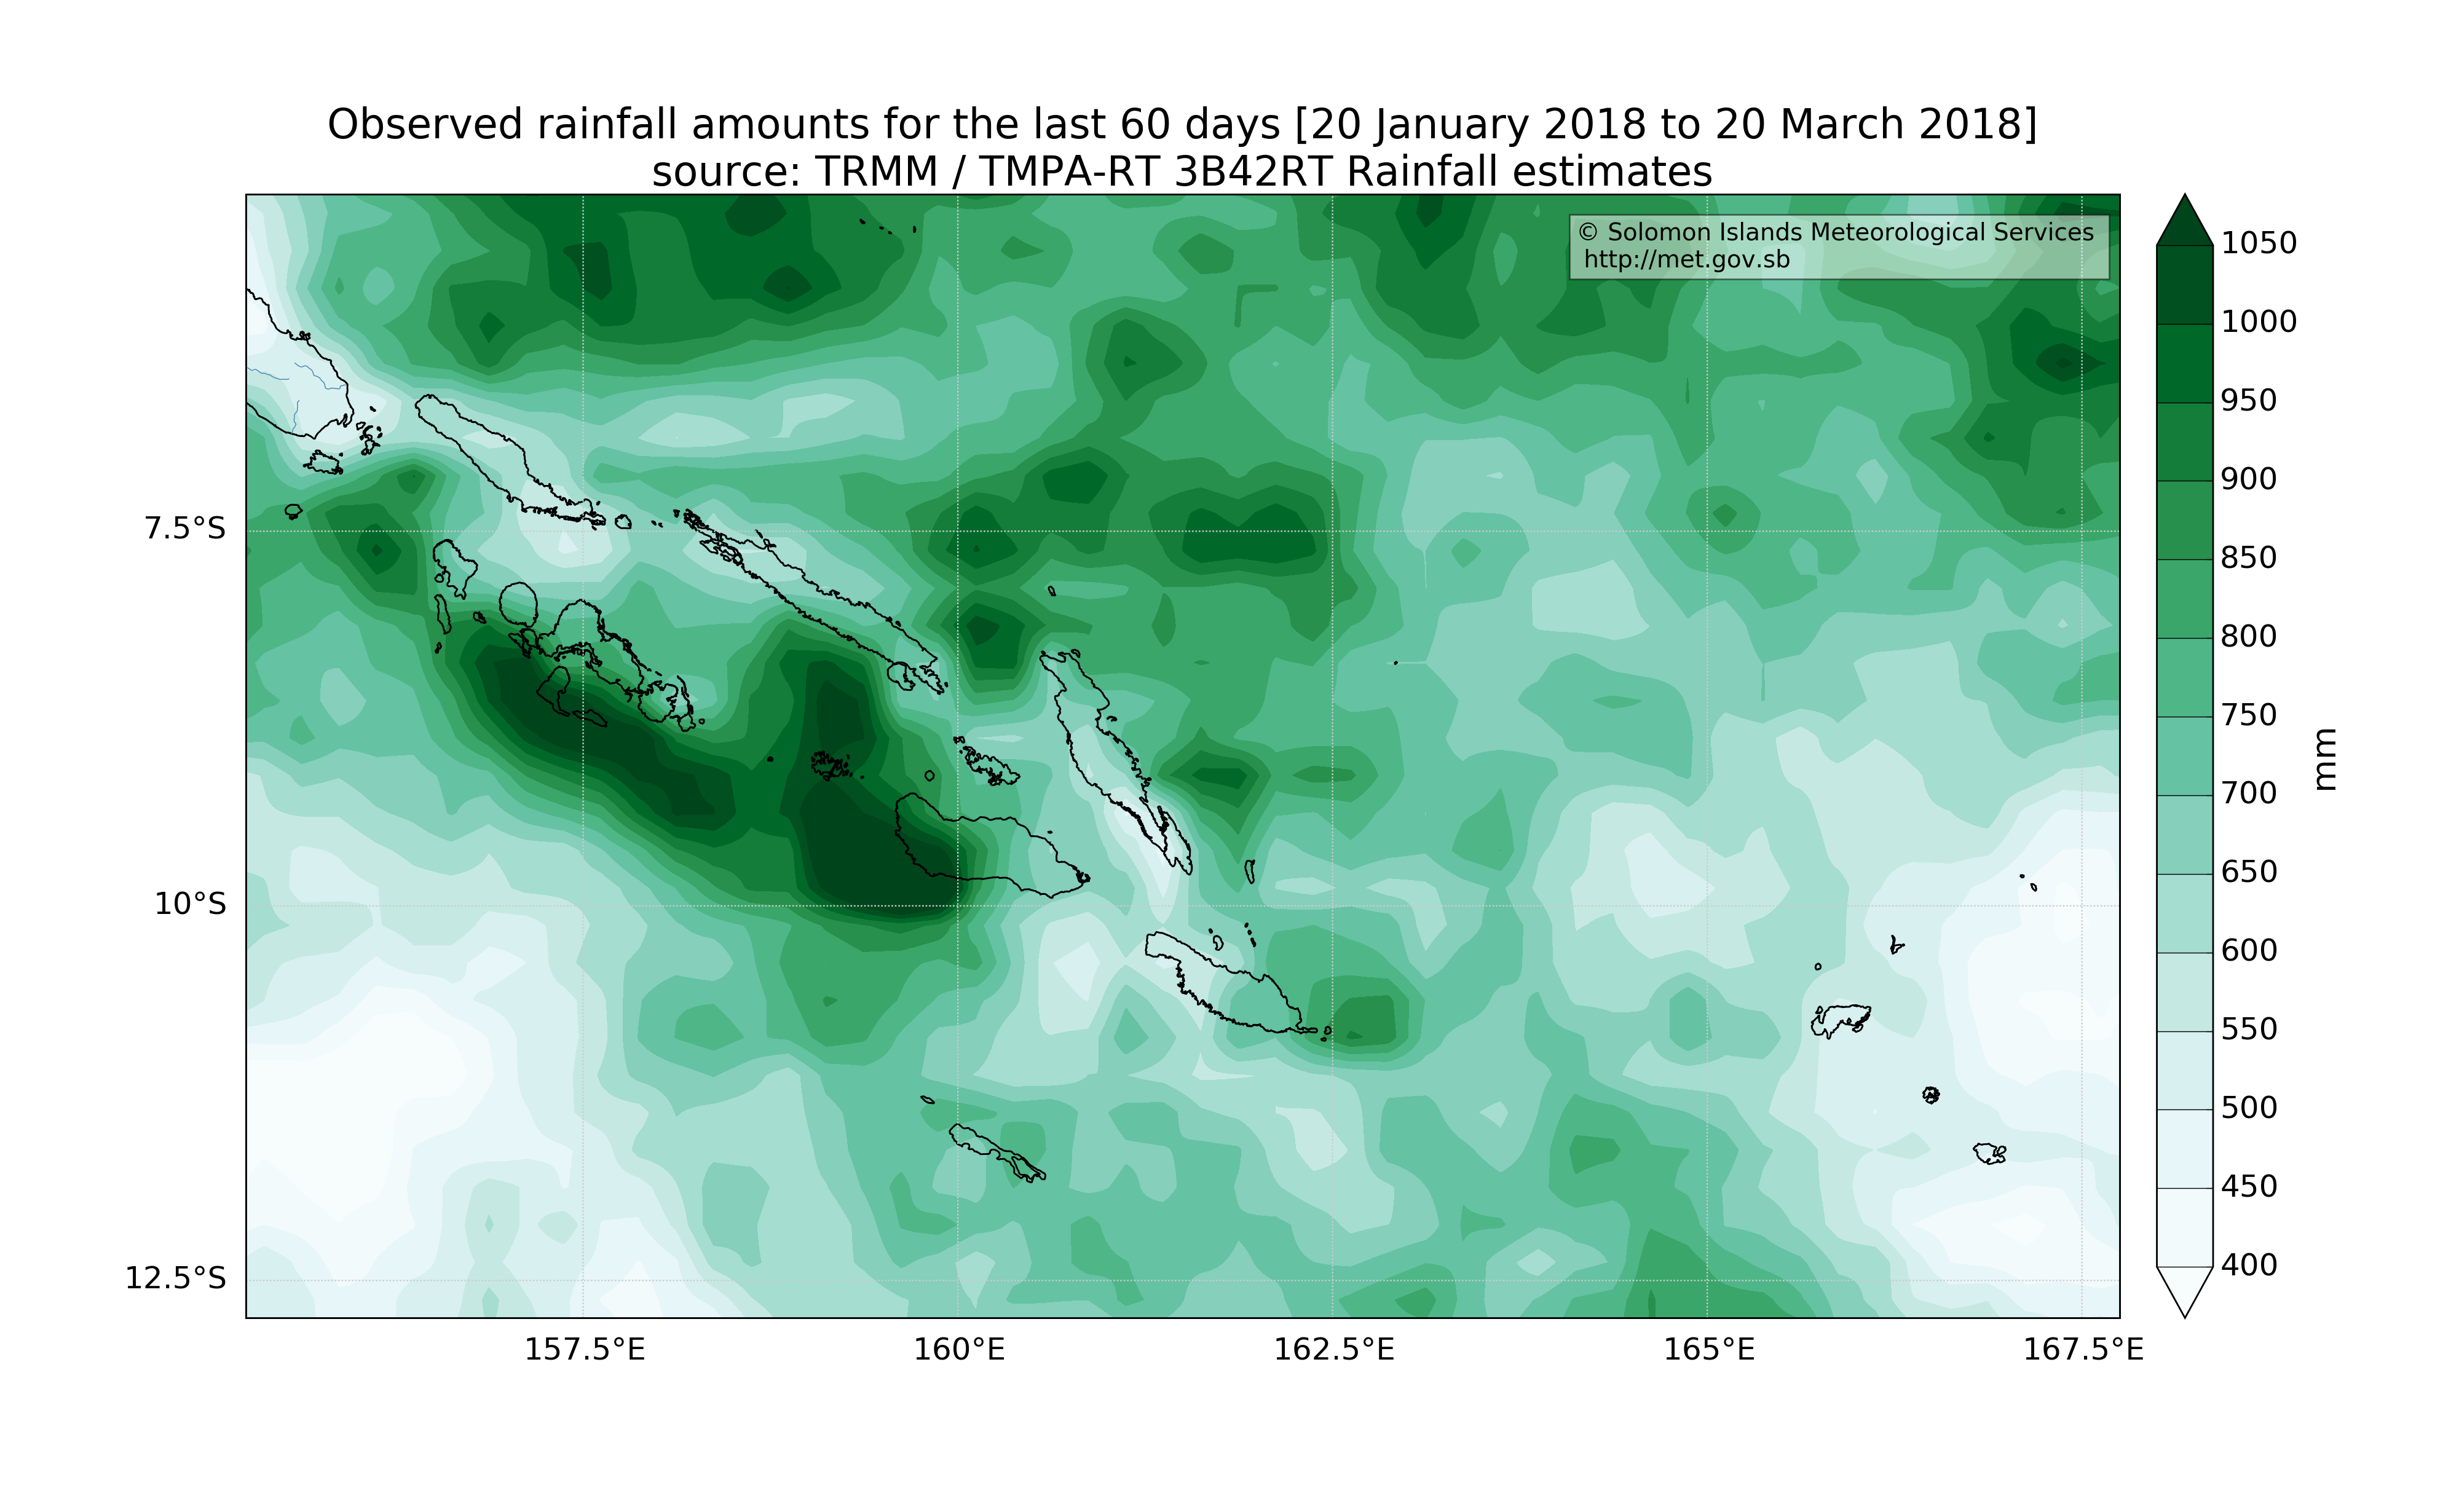 Observed rainfall amounts for the last 60 days [20 January 2018 to 20 March 2018]
source: TRMM / TMPA-RT 3B42RT Rainfall estimates
© Solomon Islands Meteorological Services
http://met.gov.sb
7.5°S
10°S
12.5°S
157.5°E
160°E
162.5°E
165°E
167.5°E
1050
1000
950
900
850
800
750
700
650
600
550
500
450
400
mm